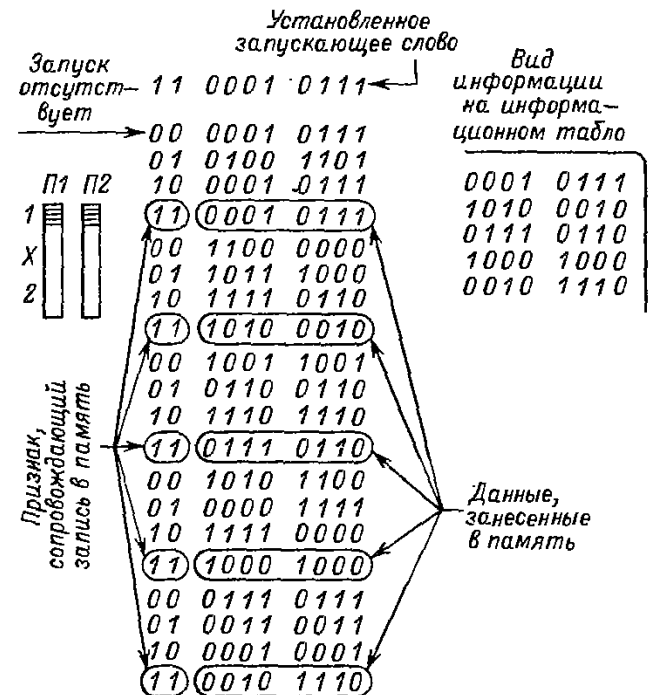 Установленное
запускающее слово
Запуск
отсутст-
вует
11 0001 0111
Вид
информации
на информа-
ционном табло
00 0001 0111
01 0100 1101
10 0001 0111
11 0001 0111
00 1100 0000
01 1011 1000
10 1111 0110
11 1010 0010
00 1001 1001
01 0110 0110
10 1110 1110
11 0111 0110
00 1010 1100
01 0000 1111
10 1111 0000
11 1000 1000
00 0111 0111
01 0011 0011
10 0001 0001
11 0010 1110
0001 0111
1010 0010
0111 0110
1000 1000
0010 1110
П1 П2
1
X
2
Признак,
сопровождающий
запись в память
Данные,
занесенные
в память